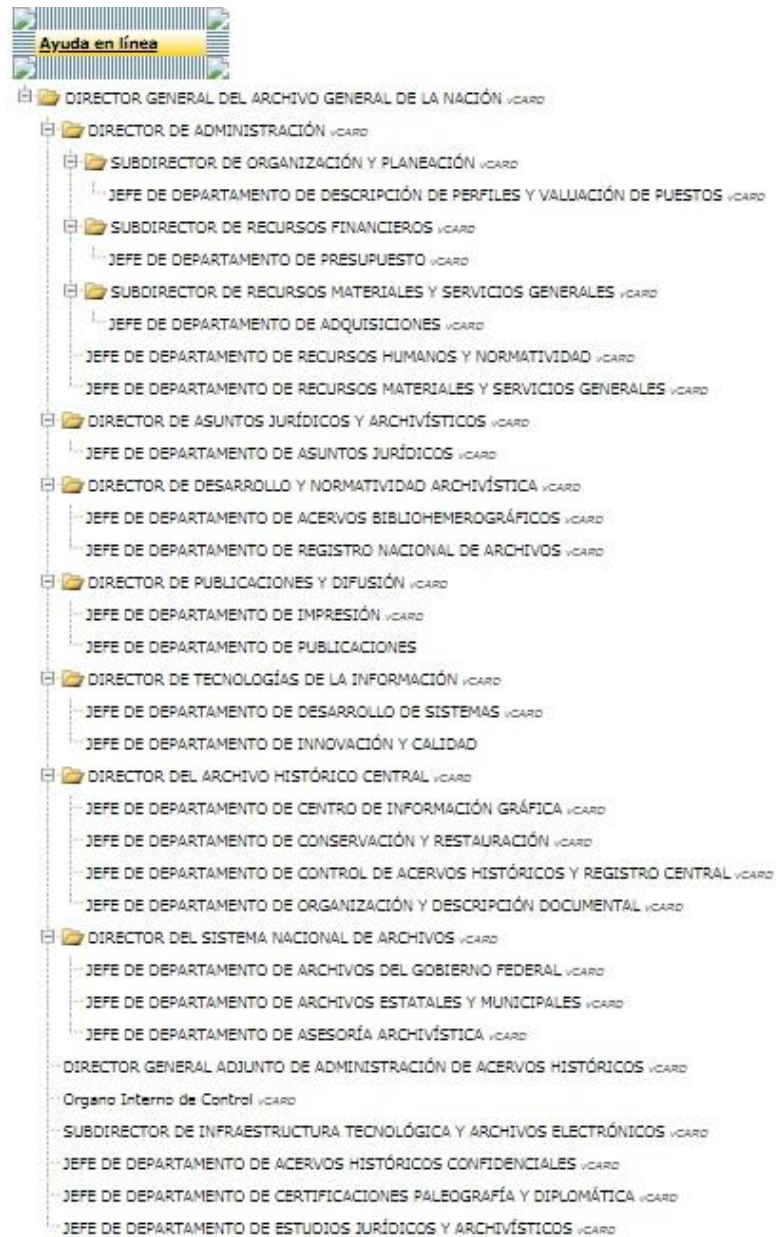 Ayuda en línea
DIRECTOR GENERAL DEL ARCHIVO GENERAL DE LA NACIÓN vCARD
DIRECTOR DE ADMINISTRACIÓN vCARD
SUBDIRECTOR DE ORGANIZACIÓN Y PLANEACIÓN vCARD
JEFE DE DEPARTAMENTO DE DESCRIPCIÓN DE PERFILES Y VALUACIÓN DE PUESTOS vCARD
SUBDIRECTOR DE RECURSOS FINANCIEROS vCARD
JEFE DE DEPARTAMENTO DE PRESUPUESTO vCARD
SUBDIRECTOR DE RECURSOS MATERIALES Y SERVICIOS GENERALES vCARD
JEFE DE DEPARTAMENTO DE ADQUISICIONES vCARD
JEFE DE DEPARTAMENTO DE RECURSOS HUMANOS Y NORMATIVIDAD vCARD
JEFE DE DEPARTAMENTO DE RECURSOS MATERIALES Y SERVICIOS GENERALES vCARD
DIRECTOR DE ASUNTOS JURÍDICOS Y ARCHIVÍSTICOS vCARD
JEFE DE DEPARTAMENTO DE ASUNTOS JURÍDICOS vCARD
DIRECTOR DE DESARROLLO Y NORMATIVIDAD ARCHIVÍSTICA vCARD
JEFE DE DEPARTAMENTO DE ACERVOS BIBLIOHEMEROGRÁFICOS vCARD
JEFE DE DEPARTAMENTO DE REGISTRO NACIONAL DE ARCHIVOS vCARD
DIRECTOR DE PUBLICACIONES Y DIFUSIÓN vCARD
JEFE DE DEPARTAMENTO DE IMPRESIÓN vCARD
JEFE DE DEPARTAMENTO DE PUBLICACIONES
DIRECTOR DE TECNOLOGÍAS DE LA INFORMACIÓN vCARD
JEFE DE DEPARTAMENTO DE DESARROLLO DE SISTEMAS vCARD
JEFE DE DEPARTAMENTO DE INNOVACIÓN Y CALIDAD
DIRECTOR DEL ARCHIVO HISTÓRICO CENTRAL vCARD
JEFE DE DEPARTAMENTO DE CENTRO DE INFORMACIÓN GRÁFICA vCARD
JEFE DE DEPARTAMENTO DE CONSERVACIÓN Y RESTAURACIÓN vCARD
JEFE DE DEPARTAMENTO DE CONTROL DE ACERVOS HISTÓRICOS Y REGISTRO CENTRAL vCARD
JEFE DE DEPARTAMENTO DE ORGANIZACIÓN Y DESCRIPCIÓN DOCUMENTAL vCARD
DIRECTOR DEL SISTEMA NACIONAL DE ARCHIVOS vCARD
JEFE DE DEPARTAMENTO DE ARCHIVOS DEL GOBIERNO FEDERAL vCARD
JEFE DE DEPARTAMENTO DE ARCHIVOS ESTATALES Y MUNICIPALES vCARD
JEFE DE DEPARTAMENTO DE ASESORÍA ARCHIVÍSTICA vCARD
DIRECTOR GENERAL ADJUNTO DE ADMINISTRACIÓN DE ACERVOS HISTÓRICOS vCARD
Organo Interno de Control vCARD
SUBDIRECTOR DE INFRAESTRUCTURA TECNOLÓGICA Y ARCHIVOS ELECTRÓNICOS vCARD
JEFE DE DEPARTAMENTO DE ACERVOS HISTÓRICOS CONFIDENCIALES vCARD
JEFE DE DEPARTAMENTO DE CERTIFICACIONES PALEOGRAFÍA Y DIPLOMÁTICA vCARD
JEFE DE DEPARTAMENTO DE ESTUDIOS JURÍDICOS Y ARCHIVÍSTICOS vCARD